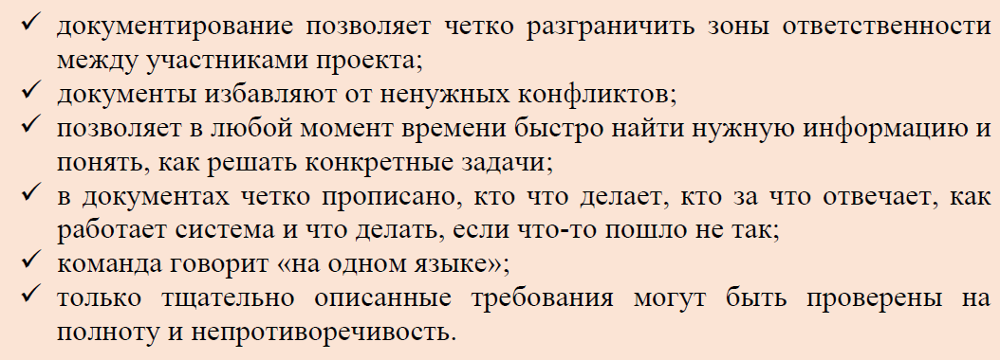 ✓ документирование позволяет четко разграничить зоны ответственности
между участниками проекта;
✓ документы избавляют от ненужных конфликтов;
✓ позволяет в любой момент времени быстро найти нужную информацию и
понять, как решать конкретные задачи;
✓ в документах четко прописано, кто что делает, кто за что отвечает, как
работает система и что делать, если что-то пошло не так;
✓ команда говорит «на одном языке»;
✓ только тщательно описанные требования могут быть проверены на
полноту и непротиворечивость.